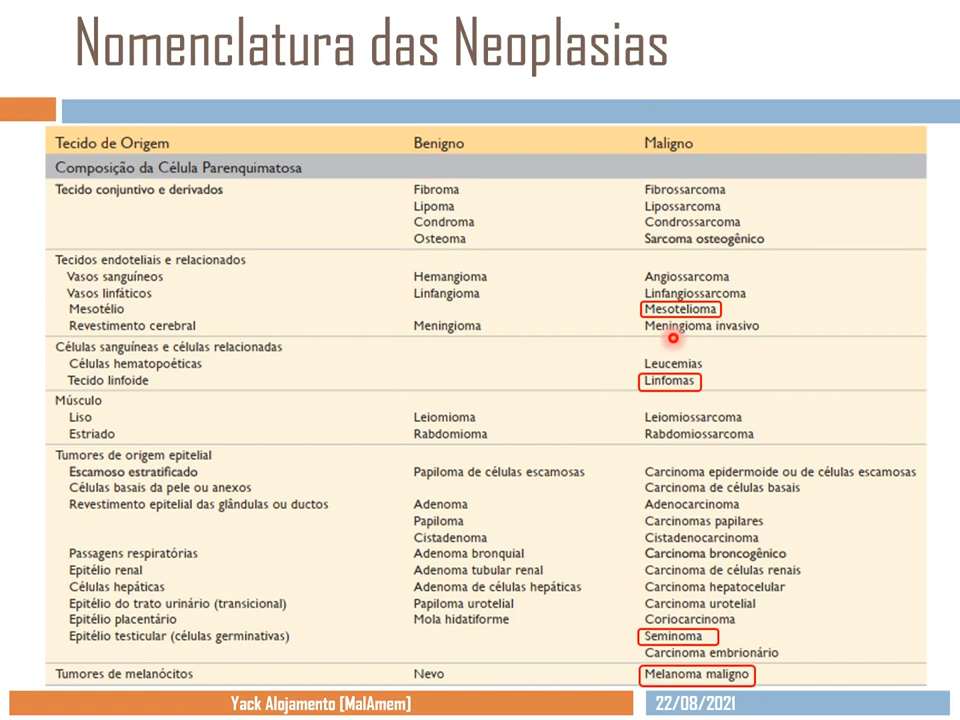 Nomenclatura das Neoplasias
Tecido de Origem Benigno Maligno
Composição da Célula Parenquimatosa
Tecido conjuntivo e derivados Fibroma Fibrossarcoma
Lipoma Lipossarcoma
Condroma Condrossarcoma
Osteoma Sarcoma osteogênico
Tecidos endoteliais e relacionados
Vasos sanguíneos Hemangioma Angiossarcoma
Vasos linfáticos Linfangioma Linfangiossarcoma
Mesotélio Mesotelioma
Revestimento cerebral Meningioma Meningioma invasivo
Células sanguíneas e células relacionadas
Células hematopoéticas Leucemias
Tecido linfoide Linfomas
Músculo
Liso Leiomioma Leiomiossarcoma
Estriado Rabdomioma Rabdomiossarcoma
Tumores de origem epitelial
Escamoso estratificado Papiloma de células escamosas Carcinoma epidermoide ou de células escamosas
Células basais da pele ou anexos Carcinoma de células basais
Revestimento epitelial das glândulas ou ductos Adenoma Adenocarcinoma
Papiloma Carcinomas papilares
Cistadenoma Cistadenocarcinoma
Passagens respiratórias Adenoma bronquial Carcinoma broncogênico
Epitélio renal Adenoma tubular renal Carcinoma de células renais
Células hepáticas Adenoma de células hepáticas Carcinoma hepatocelular
Epitélio do trato urinário (transicional) Papiloma urotelial Carcinoma urotelial
Epitélio placentário Mola hidatiforme Coriocarcinoma
Epitélio testicular (células germinativas) Seminoma
Carcinoma embrionário
Tumores de melanócitos Nevo Melanoma maligno
Yack Alojamento [MalAmem] 22/08/2021